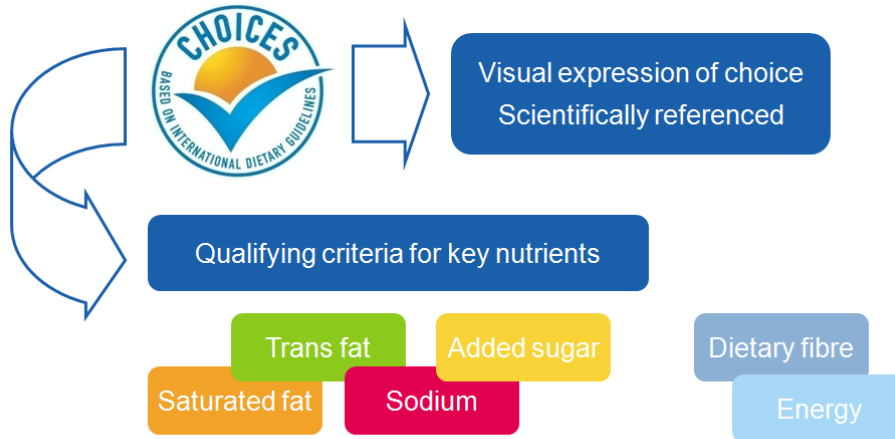 CHOICES
BASED ON INTERNATIONAL DIETARY GUIDELINES
Visual expression of choice
Scientifically referenced
Qualifying criteria for key nutrients
Trans fat
Added sugar
Dietary fibre
Saturated fat
Sodium
Energy